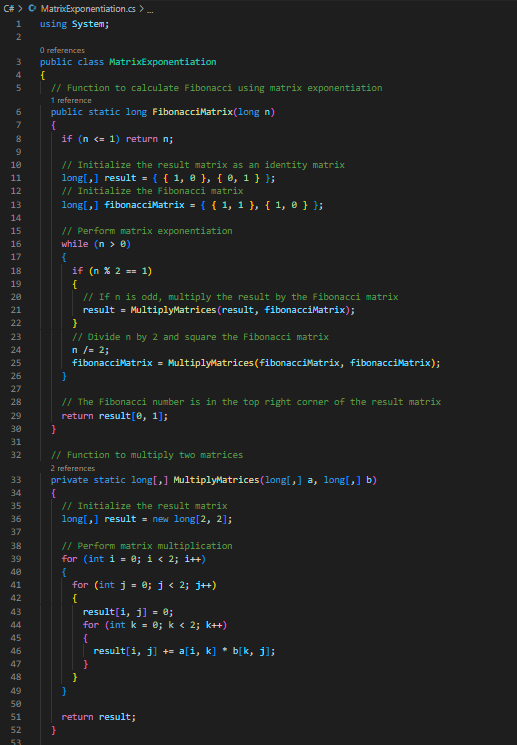 C# > MatrixExponentiation.cs > ...
1 using System;
2
0 references
3 public class MatrixExponentiation
4 {
5 // Function to calculate Fibonacci using matrix exponentiation
1 reference
6 public static long FibonacciMatrix(long n)
7 {
8 if (n <= 1) return n;
9
10 // Initialize the result matrix as an identity matrix
11 long[,] result = { { 1, 0 }, { 0, 1 } };
12 // Initialize the Fibonacci matrix
13 long[,] fibonacciMatrix = { { 1, 1 }, { 1, 0 } };
14
15 // Perform matrix exponentiation
16 while (n > 0)
17 {
18 if (n % 2 == 1)
19 {
20 // If n is odd, multiply the result by the Fibonacci matrix
21 result = MultiplyMatrices(result, fibonacciMatrix);
22 }
23 // Divide n by 2 and square the Fibonacci matrix
24 n /= 2;
25 fibonacciMatrix = MultiplyMatrices(fibonacciMatrix, fibonacciMatrix);
26 }
27
28 // The Fibonacci number is in the top right corner of the result matrix
29 return result[0, 1];
30 }
31
32 // Function to multiply two matrices
2 references
33 private static long[,] MultiplyMatrices(long[,] a, long[,] b)
34 {
35 // Initialize the result matrix
36 long[,] result = new long[2, 2];
37
38 // Perform matrix multiplication
39 for (int i = 0; i < 2; i++)
40 {
41 for (int j = 0; j < 2; j++)
42 {
43 result[i, j] = 0;
44 for (int k = 0; k < 2; k++)
45 {
46 result[i, j] += a[i, k] * b[k, j];
47 }
48 }
49 }
50
51 return result;
52 }
53